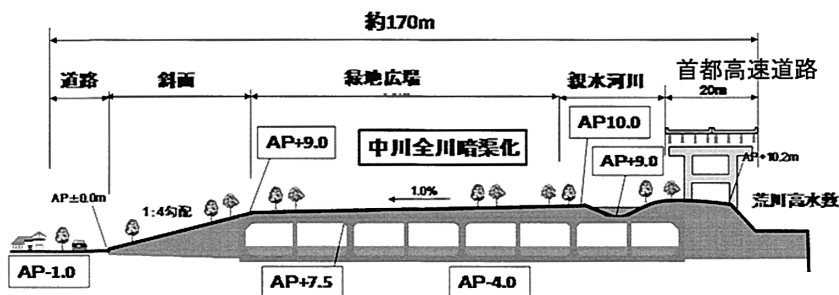 約170m
道路
斜面
緑地広場
親水河川
首都高速道路
20m
AP+9.0
中川全川暗渠化
AP10.0
AP+9.0
AP+10.2m
AP±0.0m
1:4勾配
1.0%
荒川高水敷
AP-1.0
AP+7.5
AP-4.0